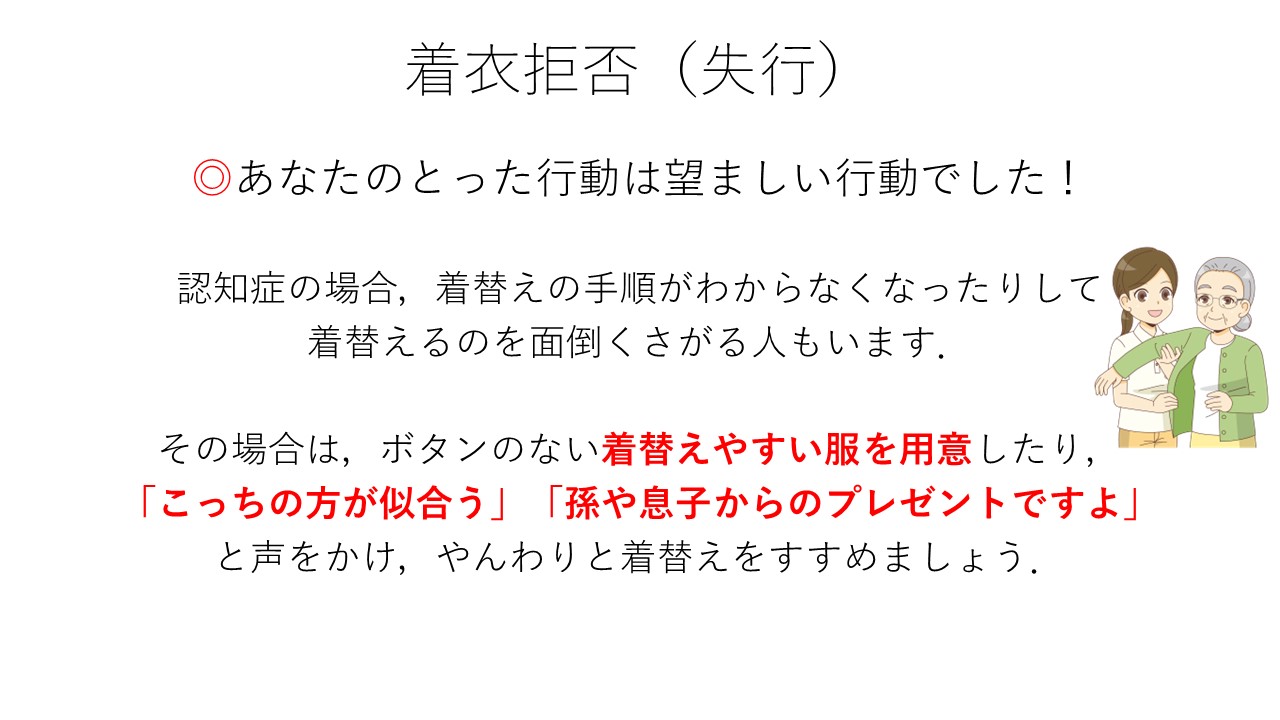 着衣拒否（失行）
◎あなたのとった行動は望ましい行動でした！
認知症の場合，着替えの手順がわからなくなったりして
着替えるのを面倒くさがる人もいます．
その場合は，ボタンのない着替えやすい服を用意したり，
「こっちの方が似合う」「孫や息子からのプレゼントですよ」
と声をかけ，やんわりと着替えをすすめましょう．